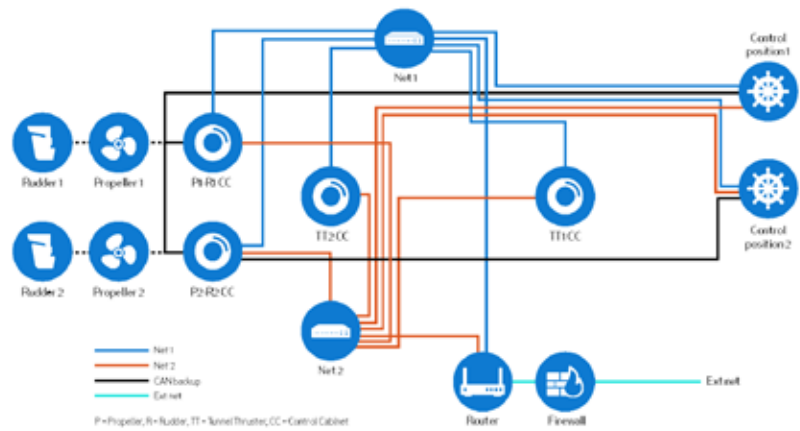 Control
position 1
Net 1
Rudder 1
Propeller 1
P1-R1 CC
TT2 CC
TT1 CC
Control
position 2
Rudder 2
Propeller 2
P2-R2 CC
Net 2
Net 1
Net 2
CAN backup
Ext net
Router
Firewall
Ext net
P = Propeller, R = Rudder, TT = Tunnel Thruster, CC = Control Cabinet